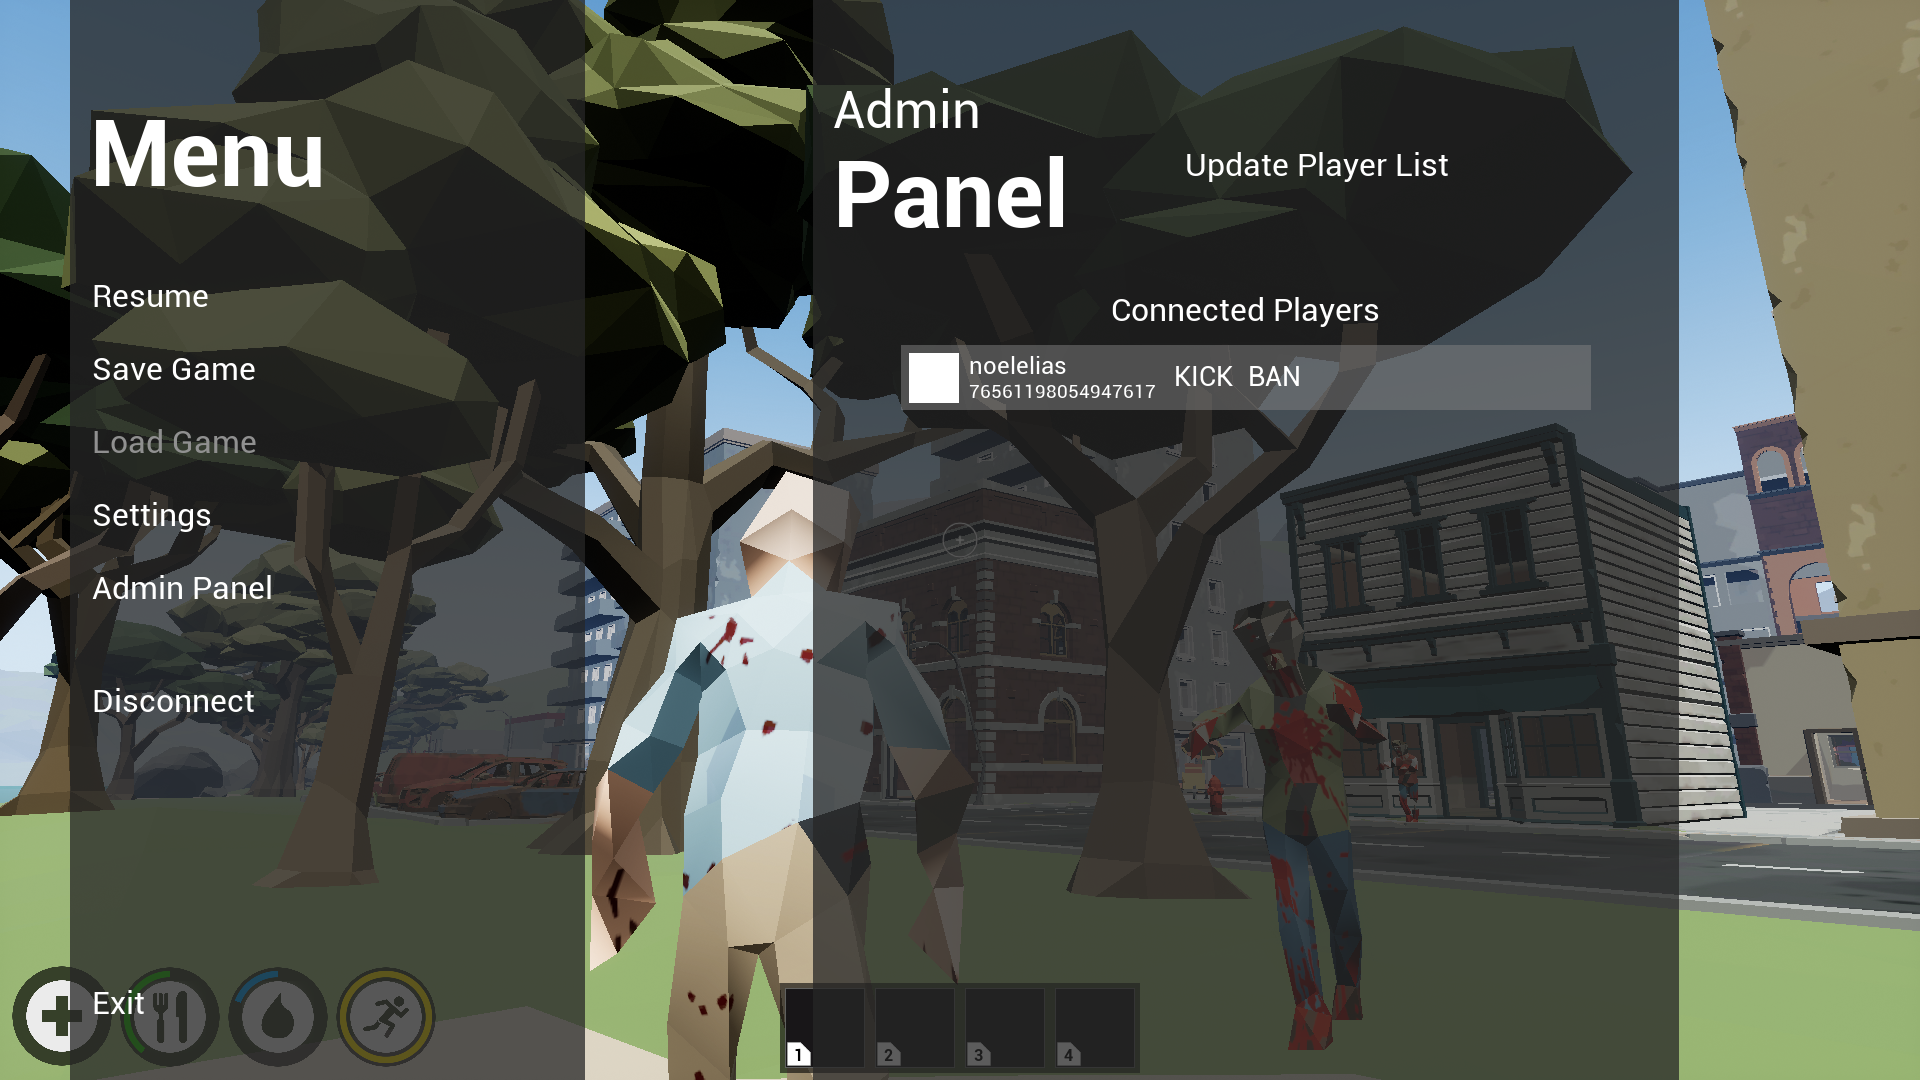 Menu
Resume
Save Game
Load Game
Settings
Admin Panel
Disconnect
Exit
Admin
Panel
Update Player List
Connected Players
noelelias
76561198054947617
KICK BAN
1
2
3
4